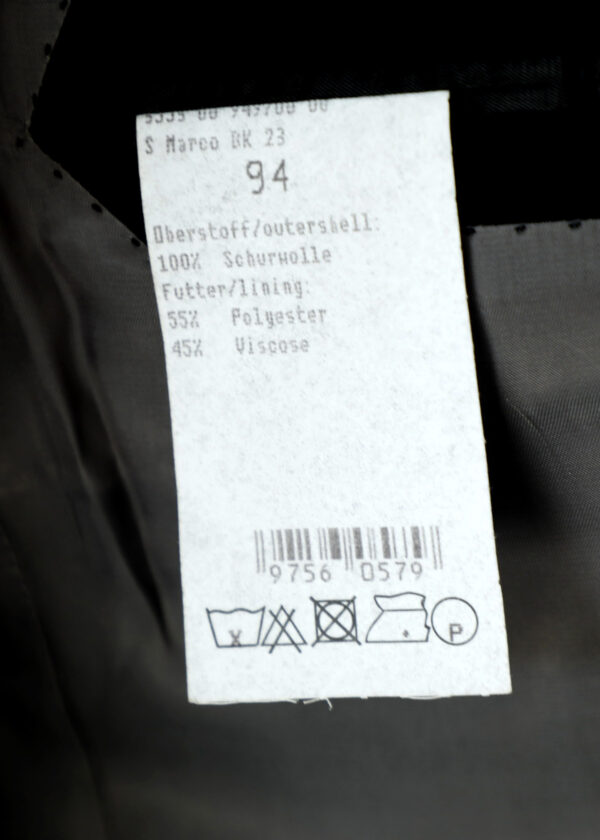 S Marco BK 23
94
Oberstoff/outershell:
100% Schurwolle
Futter/lining:
55% Polyester
45% Viscose
9756 0579
P